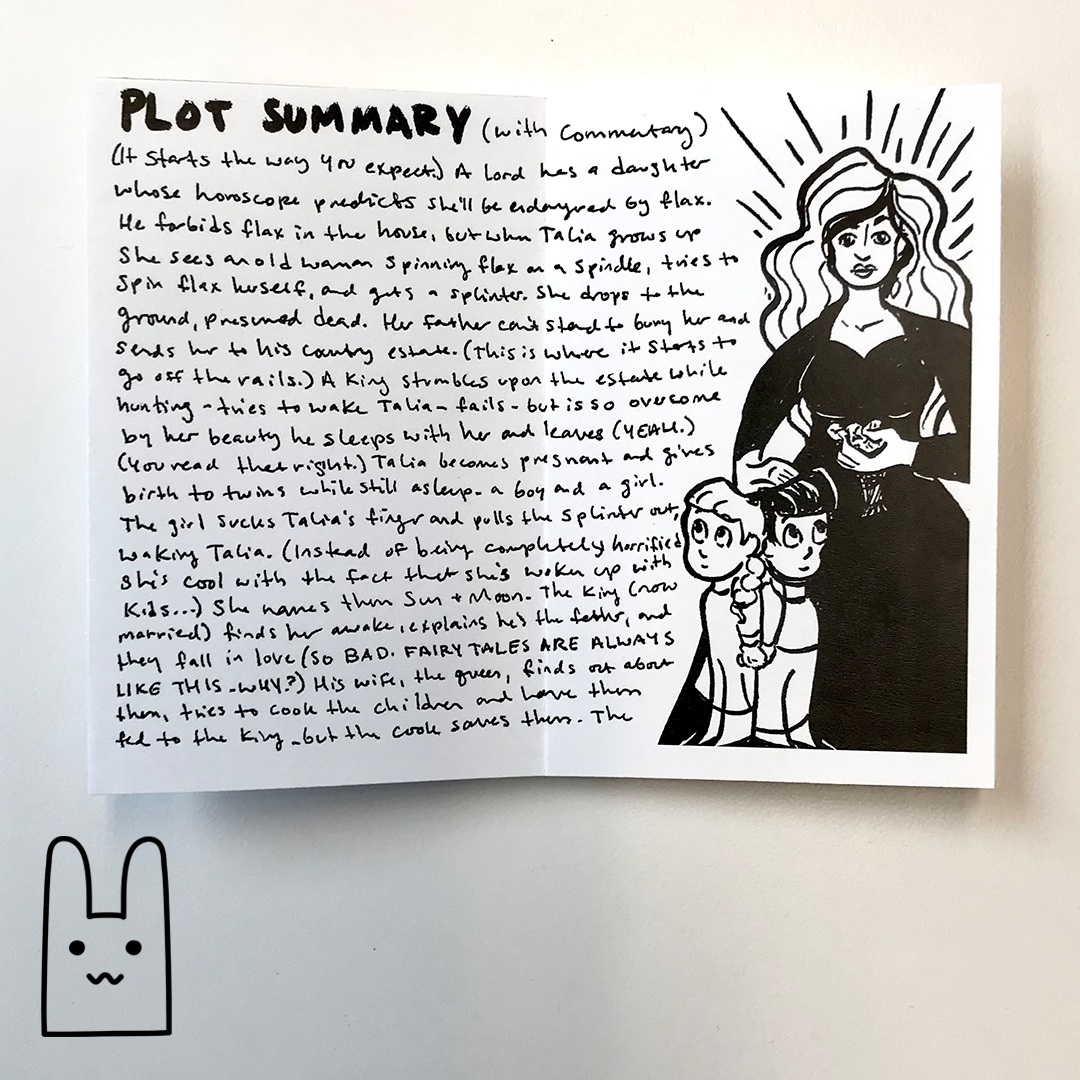 PLOT SUMMARY (with commentary)
(It starts the way you expect.) A Lord has a daughter
whose horoscope predicts she'll be endangered by flax.
He forbids flax in the house, but when Talia grows up
she sees an old woman spinning flax on a spindle, tries to
spin flax herself, and gets a splinter. She drops to the
ground, presumed dead. Her father can't stand to bury her and
sends her to his country estate. (This is where it starts to
go off the rails.) A King stumbles upon the estate while
hunting - tries to wake Talia - fails - but is so overcome
by her beauty he sleeps with her and leaves (YEAH.)
(You read that right.) Talia becomes pregnant and gives
birth to twins while still asleep - a boy and a girl.
The girl sucks Talia's finger and pulls the splinter out,
waking Talia. (Instead of being completely horrified
she's cool with the fact that she's woken up with
kids...) She names them Sun + Moon. The King (now
married) finds her awake, explains he's the father, and
they fall in love (SO BAD. FAIRY TALES ARE ALWAYS
LIKE THIS - WHY?) His wife, the queen, finds out about
them, tries to cook the children and have them
fed to the King - but the cook saves them. The